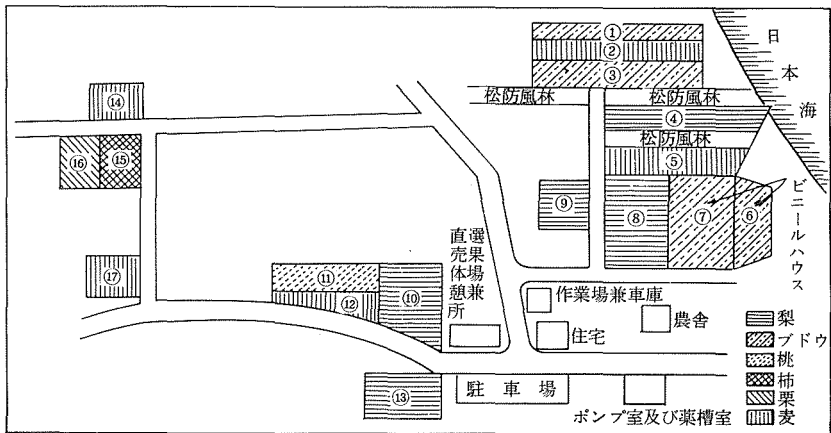 ①
②
③
日本海
松防風林
松防風林
④
松防風林
⑤
⑥
⑦
⑧
⑨
ビニールハウス
⑭
⑮
⑯
⑰
⑪
⑫
⑩
⑬
選果場兼
直売体憩所
作業場兼車庫
農舎
住宅
駐車場
ポンプ室及び薬槽室
梨
ブドウ
桃
柿
栗
麦